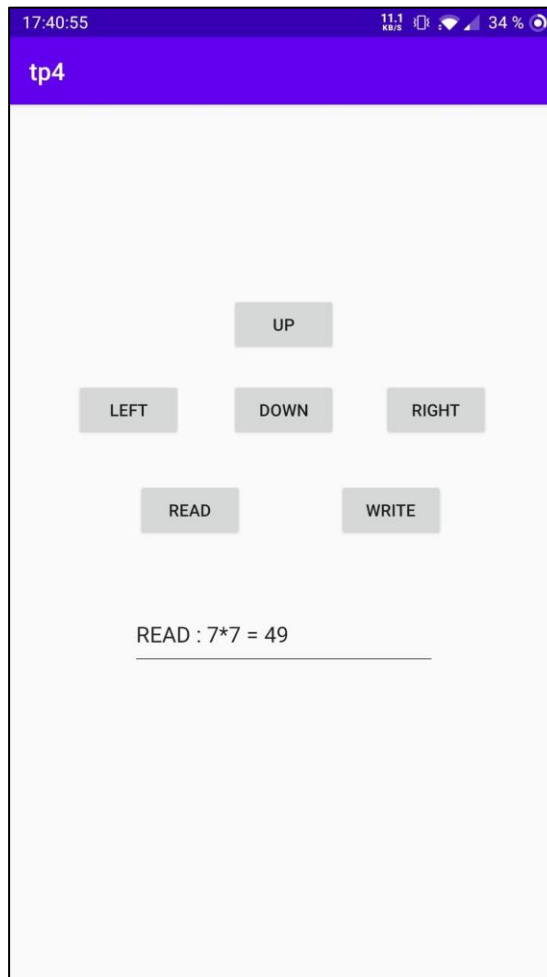 17:40:55 11.1 KB/S 34 %
tp4
UP
LEFT DOWN RIGHT
READ WRITE
READ : 7*7 = 49